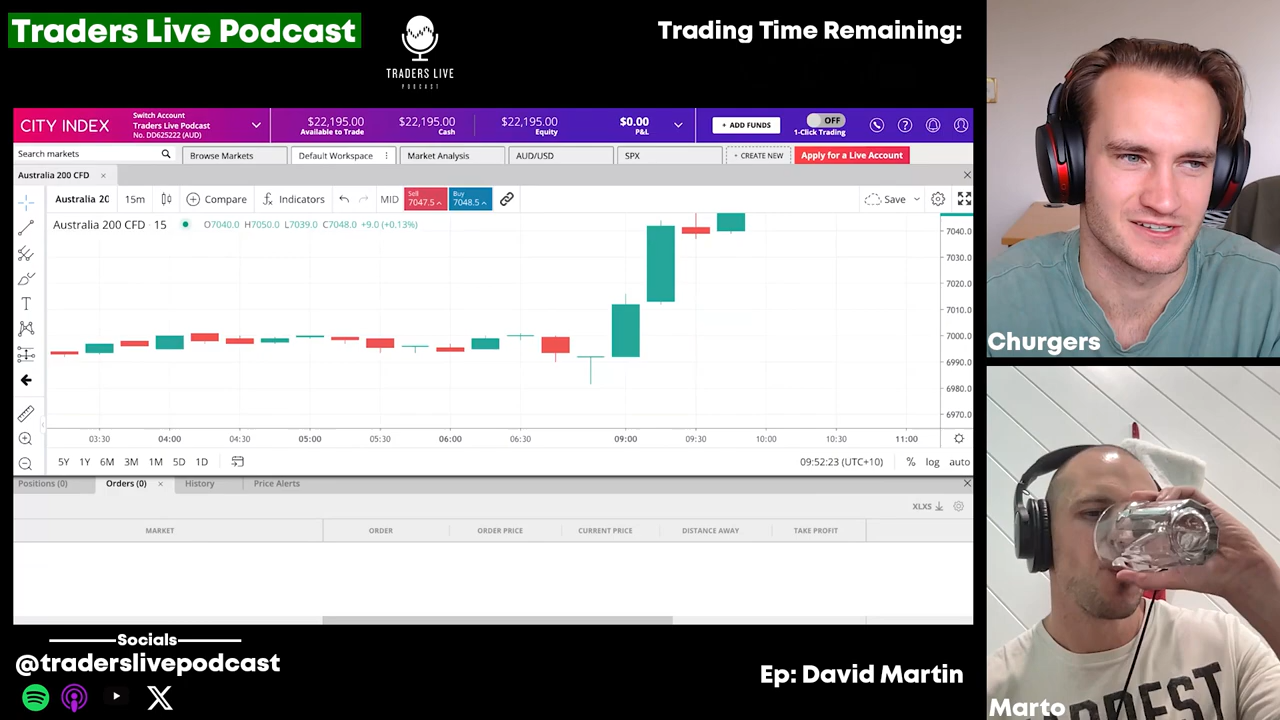 Traders Live Podcast
TRADERS LIVE
PODCAST
Trading Time Remaining:
CITY INDEX
Switch Account
Traders Live Podcast
No. DD625222 (AUD)
$22,195.00
Available to Trade
$22,195.00
Cash
$22,195.00
Equity
$0.00
P&L
+ ADD FUNDS
OFF
1-Click Trading
Search markets
Browse Markets
Default Workspace
Market Analysis
AUD/USD
SPX
+ CREATE NEW
Apply for a Live Account
Australia 200 CFD ×
Australia 20
15m
Compare
Indicators
MID
Sell
7047.5
Buy
7048.5
Save
Australia 200 CFD 15
O7040.0 H7050.0 L7039.0 C7048.0 +9.0 (+0.13%)
7040.0
7030.0
7020.0
7010.0
7000.0
6990.0
6980.0
6970.0
03:30 04:00 04:30 05:00 05:30 06:00 06:30 09:00 09:30 10:00 10:30 11:00
5Y 1Y 6M 3M 1M 5D 1D
09:52:23 (UTC+10) % log auto
Positions (0) Orders (0) × History Price Alerts
XLXS
MARKET ORDER ORDER PRICE CURRENT PRICE DISTANCE AWAY TAKE PROFIT
Socials
@traderslivepodcast
Ep: David Martin
Churgers
Marto